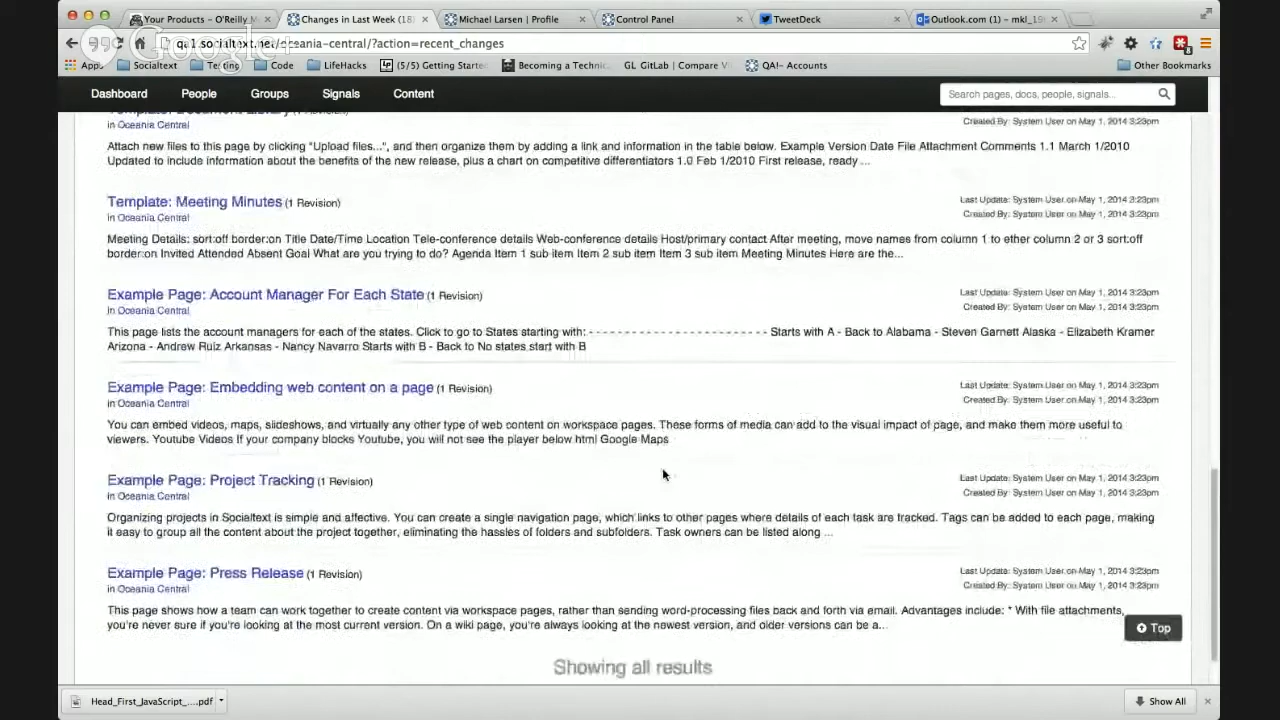 Your Products – O'Reilly M
Changes in Last Week (18
Michael Larsen | Profile
Control Panel
TweetDeck
Outlook.com (1) – mkl_19
Google+
qa1.socialtext.net/oceania-central/?action=recent_changes
8
Apps
Socialtext
Testing
Code
LifeHacks
(5/5) Getting Starte
Becoming a Technic
GL GitLab | Compare Vi
QA!- Accounts
Other Bookmarks
Dashboard
People
Groups
Signals
Content
Search pages, docs, people, signals...
Template: Document Library (1 Revision)
in Oceania Central
Created By: System User on May 1, 2014 3:23pm
Attach new files to this page by clicking "Upload files...", and then organize them by adding a link and information in the table below. Example Version Date File Attachment Comments 1.1 March 1/2010
Updated to include information about the benefits of the new release, plus a chart on competitive differentiators 1.0 Feb 1/2010 First release, ready ...
Template: Meeting Minutes (1 Revision)
in Oceania Central
Last Update: System User on May 1, 2014 3:23pm
Created By: System User on May 1, 2014 3:23pm
Meeting Details: sort:off border:on Title Date/Time Location Tele-conference details Web-conference details Host/primary contact After meeting, move names from column 1 to ether column 2 or 3 sort:off
border:on Invited Attended Absent Goal What are you trying to do? Agenda Item 1 sub item Item 2 sub item Item 3 sub item Meeting Minutes Here are the...
Example Page: Account Manager For Each State (1 Revision)
in Oceania Central
Last Update: System User on May 1, 2014 3:23pm
Created By: System User on May 1, 2014 3:23pm
This page lists the account managers for each of the states. Click to go to States starting with: - - - - - - - - - - - - - - - - - - - - - - - - Starts with A - Back to Alabama - Steven Garnett Alaska - Elizabeth Kramer
Arizona - Andrew Ruiz Arkansas - Nancy Navarro Starts with B - Back to No states start with B
Example Page: Embedding web content on a page (1 Revision)
in Oceania Central
Last Update: System User on May 1, 2014 3:23pm
Created By: System User on May 1, 2014 3:23pm
You can embed videos, maps, slideshows, and virtually any other type of web content on workspace pages. These forms of media can add to the visual impact of page, and make them more useful to
viewers. Youtube Videos If your company blocks Youtube, you will not see the player below html Google Maps
Example Page: Project Tracking (1 Revision)
in Oceania Central
Last Update: System User on May 1, 2014 3:23pm
Created By: System User on May 1, 2014 3:23pm
Organizing projects in Socialtext is simple and affective. You can create a single navigation page, which links to other pages where details of each task are tracked. Tags can be added to each page, making
it easy to group all the content about the project together, eliminating the hassles of folders and subfolders. Task owners can be listed along ...
Example Page: Press Release (1 Revision)
in Oceania Central
Last Update: System User on May 1, 2014 3:23pm
Created By: System User on May 1, 2014 3:23pm
This page shows how a team can work together to create content via workspace pages, rather than sending word-processing files back and forth via email. Advantages include: * With file attachments,
you're never sure if you're looking at the most current version. On a wiki page, you're always looking at the newest version, and older versions can be a...
Top
Showing all results
Head_First_JavaScript_....pdf
Show All